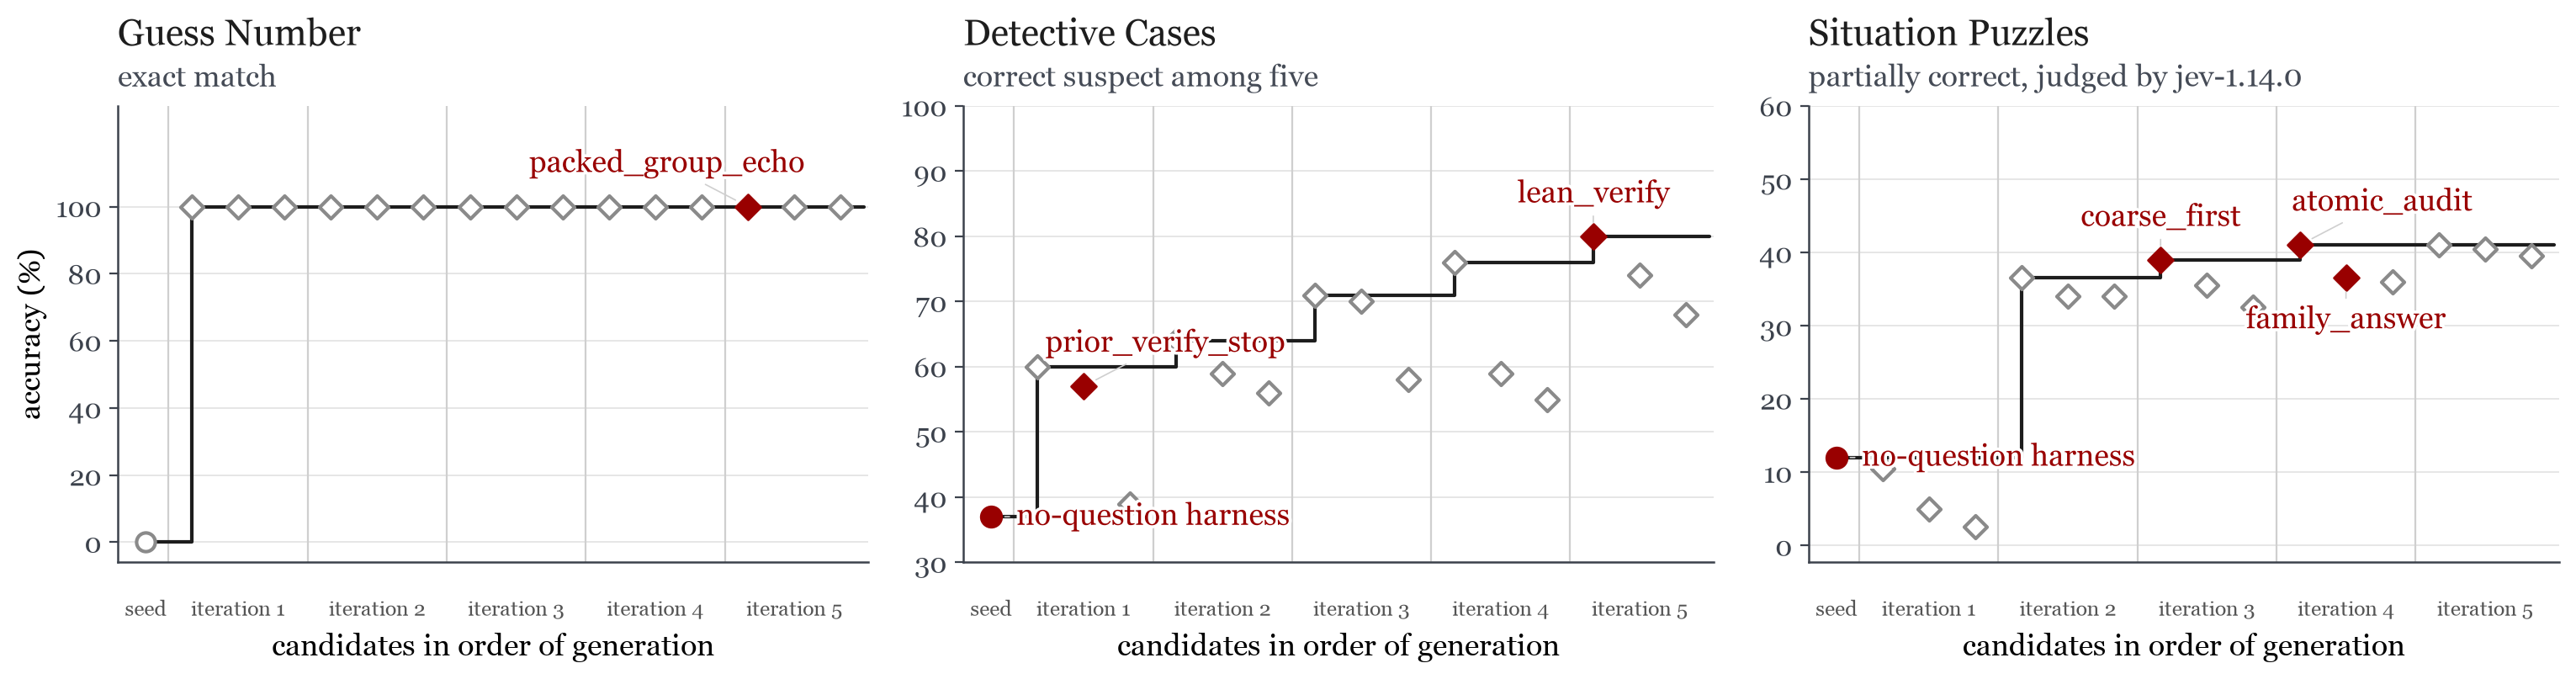 Guess Number
exact match
accuracy (%)
100
80
60
40
20
0
packed_group_echo
seed
iteration 1
iteration 2
iteration 3
iteration 4
iteration 5
candidates in order of generation
Detective Cases
correct suspect among five
100
90
80
70
60
50
40
30
lean_verify
prior_verify_stop
no-question harness
seed
iteration 1
iteration 2
iteration 3
iteration 4
iteration 5
candidates in order of generation
Situation Puzzles
partially correct, judged by jev-1.14.0
60
50
40
30
20
10
0
coarse_first
atomic_audit
family_answer
no-question harness
seed
iteration 1
iteration 2
iteration 3
iteration 4
iteration 5
candidates in order of generation